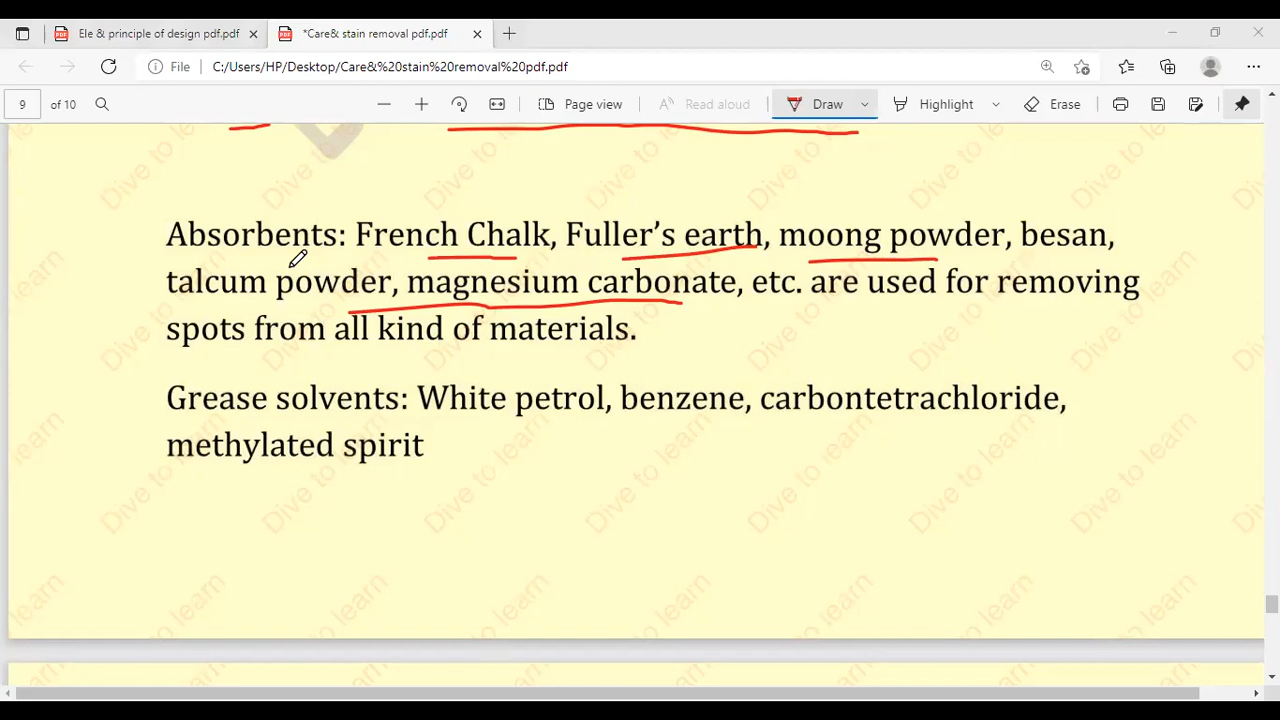 Ele & principle of design pdf.pdf
*Care& stain removal pdf.pdf
File
C:/Users/HP/Desktop/Care&%20stain%20removal%20pdf.pdf
9 of 10
Page view
Read aloud
Draw
Highlight
Erase
Absorbents: French Chalk, Fuller’s earth, moong powder, besan,
talcum powder, magnesium carbonate, etc. are used for removing
spots from all kind of materials.
Grease solvents: White petrol, benzene, carbontetrachloride,
methylated spirit
Dive to learn